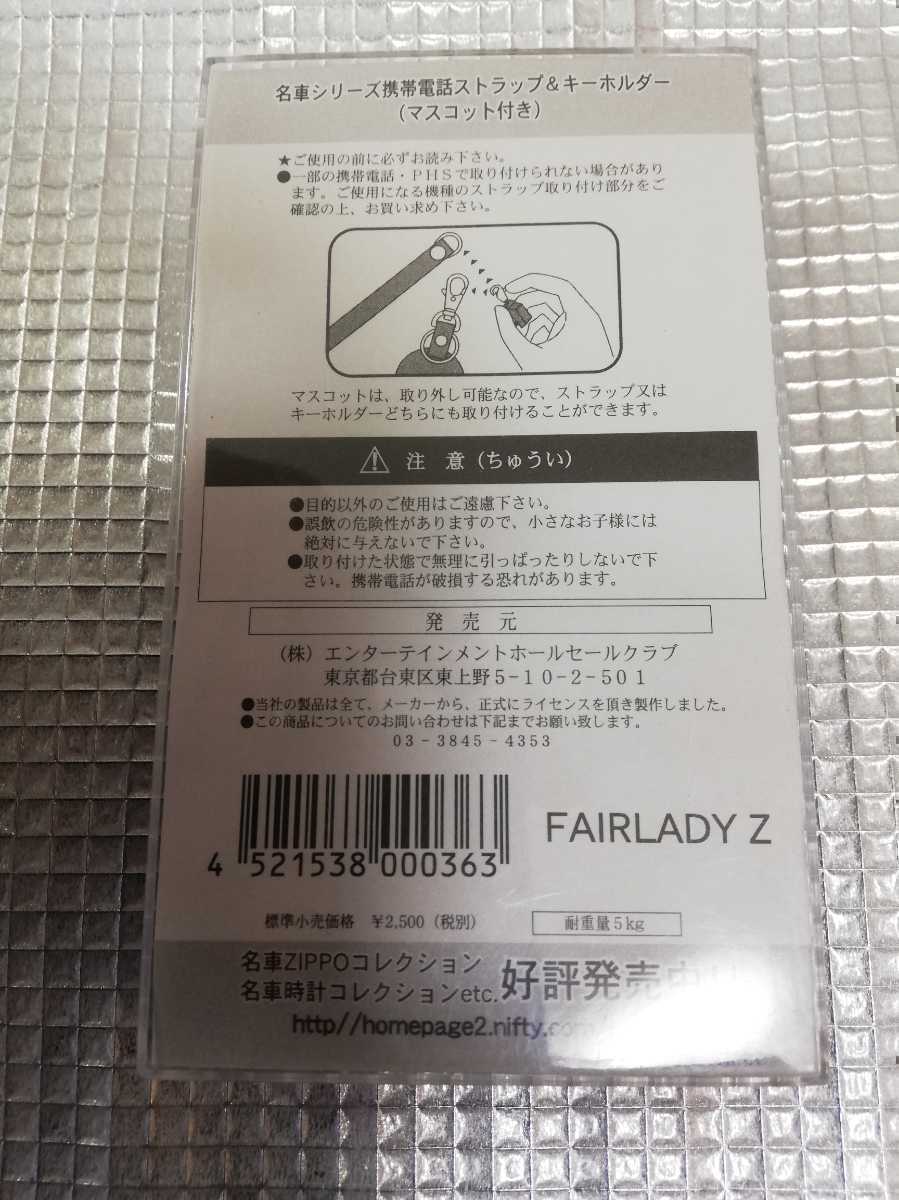 名車シリーズ携帯電話ストラップ&キーホルダー
(マスコット付き)
★ご使用の前に必ずお読み下さい。
●一部の携帯電話・PHSで取り付けられない場合があり
ます。ご使用になる機種のストラップ取り付け部分をご
確認の上、お買い求め下さい。
マスコットは、取り外し可能なので、ストラップ又は
キーホルダーどちらにも取り付けることができます。
注 意(ちゅうい)
●目的以外のご使用はご遠慮下さい。
●誤飲の危険性がありますので、小さなお子様には
絶対に与えないで下さい。
●取り付けた状態で無理に引っぱったりしないで下
さい。携帯電話が破損する恐れがあります。
発 売 元
(株)エンターテインメントホールセールクラブ
東京都台東区東上野5-10-2-501
●当社の製品は全て、メーカーから、正式にライセンスを頂き製作しました。
●この商品についてのお問い合わせは下記までお願い致します。
03-3845-4353
FAIRLADY Z
4 521538 000363
標準小売価格 ¥2,500(税別)
耐重量5kg
名車ZIPPOコレクション
名車時計コレクションetc.
好評発売中!!
http//homepage2.nifty.com